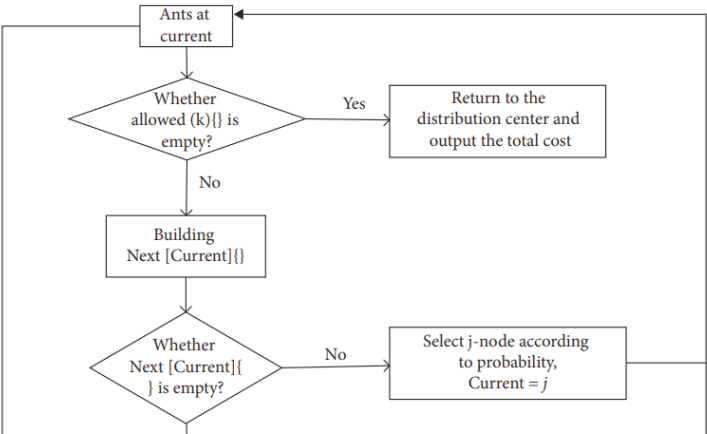 Ants at
current
Whether
allowed (k){} is
empty?
Yes
Return to the
distribution center and
output the total cost
No
Building
Next [Current]{}
Whether
Next [Current]{
} is empty?
No
Select j-node according
to probability,
Current = j